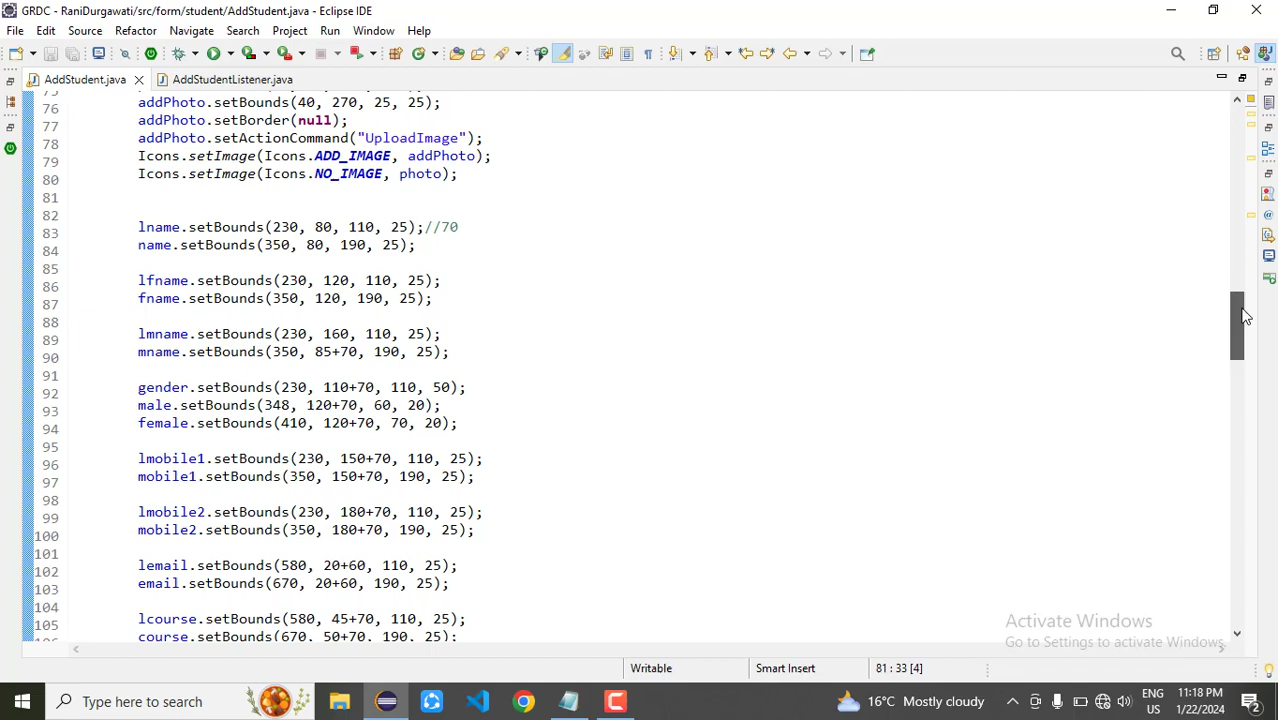 GRDC - RaniDurgawati/src/form/student/AddStudent.java - Eclipse IDE
File Edit Source Refactor Navigate Search Project Run Window Help
AddStudent.java AddStudentListener.java
76 addPhoto.setBounds(40, 270, 25, 25);
77 addPhoto.setBorder(null);
78 addPhoto.setActionCommand("UploadImage");
79 Icons.setImage(Icons.ADD_IMAGE, addPhoto);
80 Icons.setImage(Icons.NO_IMAGE, photo);
81
82
83 lname.setBounds(230, 80, 110, 25);//70
84 name.setBounds(350, 80, 190, 25);
85
86 lfname.setBounds(230, 120, 110, 25);
87 fname.setBounds(350, 120, 190, 25);
88
89 lmname.setBounds(230, 160, 110, 25);
90 mname.setBounds(350, 85+70, 190, 25);
91
92 gender.setBounds(230, 110+70, 110, 50);
93 male.setBounds(348, 120+70, 60, 20);
94 female.setBounds(410, 120+70, 70, 20);
95
96 lmobile1.setBounds(230, 150+70, 110, 25);
97 mobile1.setBounds(350, 150+70, 190, 25);
98
99 lmobile2.setBounds(230, 180+70, 110, 25);
100 mobile2.setBounds(350, 180+70, 190, 25);
101
102 lemail.setBounds(580, 20+60, 110, 25);
103 email.setBounds(670, 20+60, 190, 25);
104
105 lcourse.setBounds(580, 45+70, 110, 25);
course.setBounds(670, 50+70, 190, 25);
Activate Windows
Go to Settings to activate Windows.
Writable Smart Insert 81 : 33 [4]
Type here to search 16°C Mostly cloudy ENG US 11:18 PM 1/22/2024 2